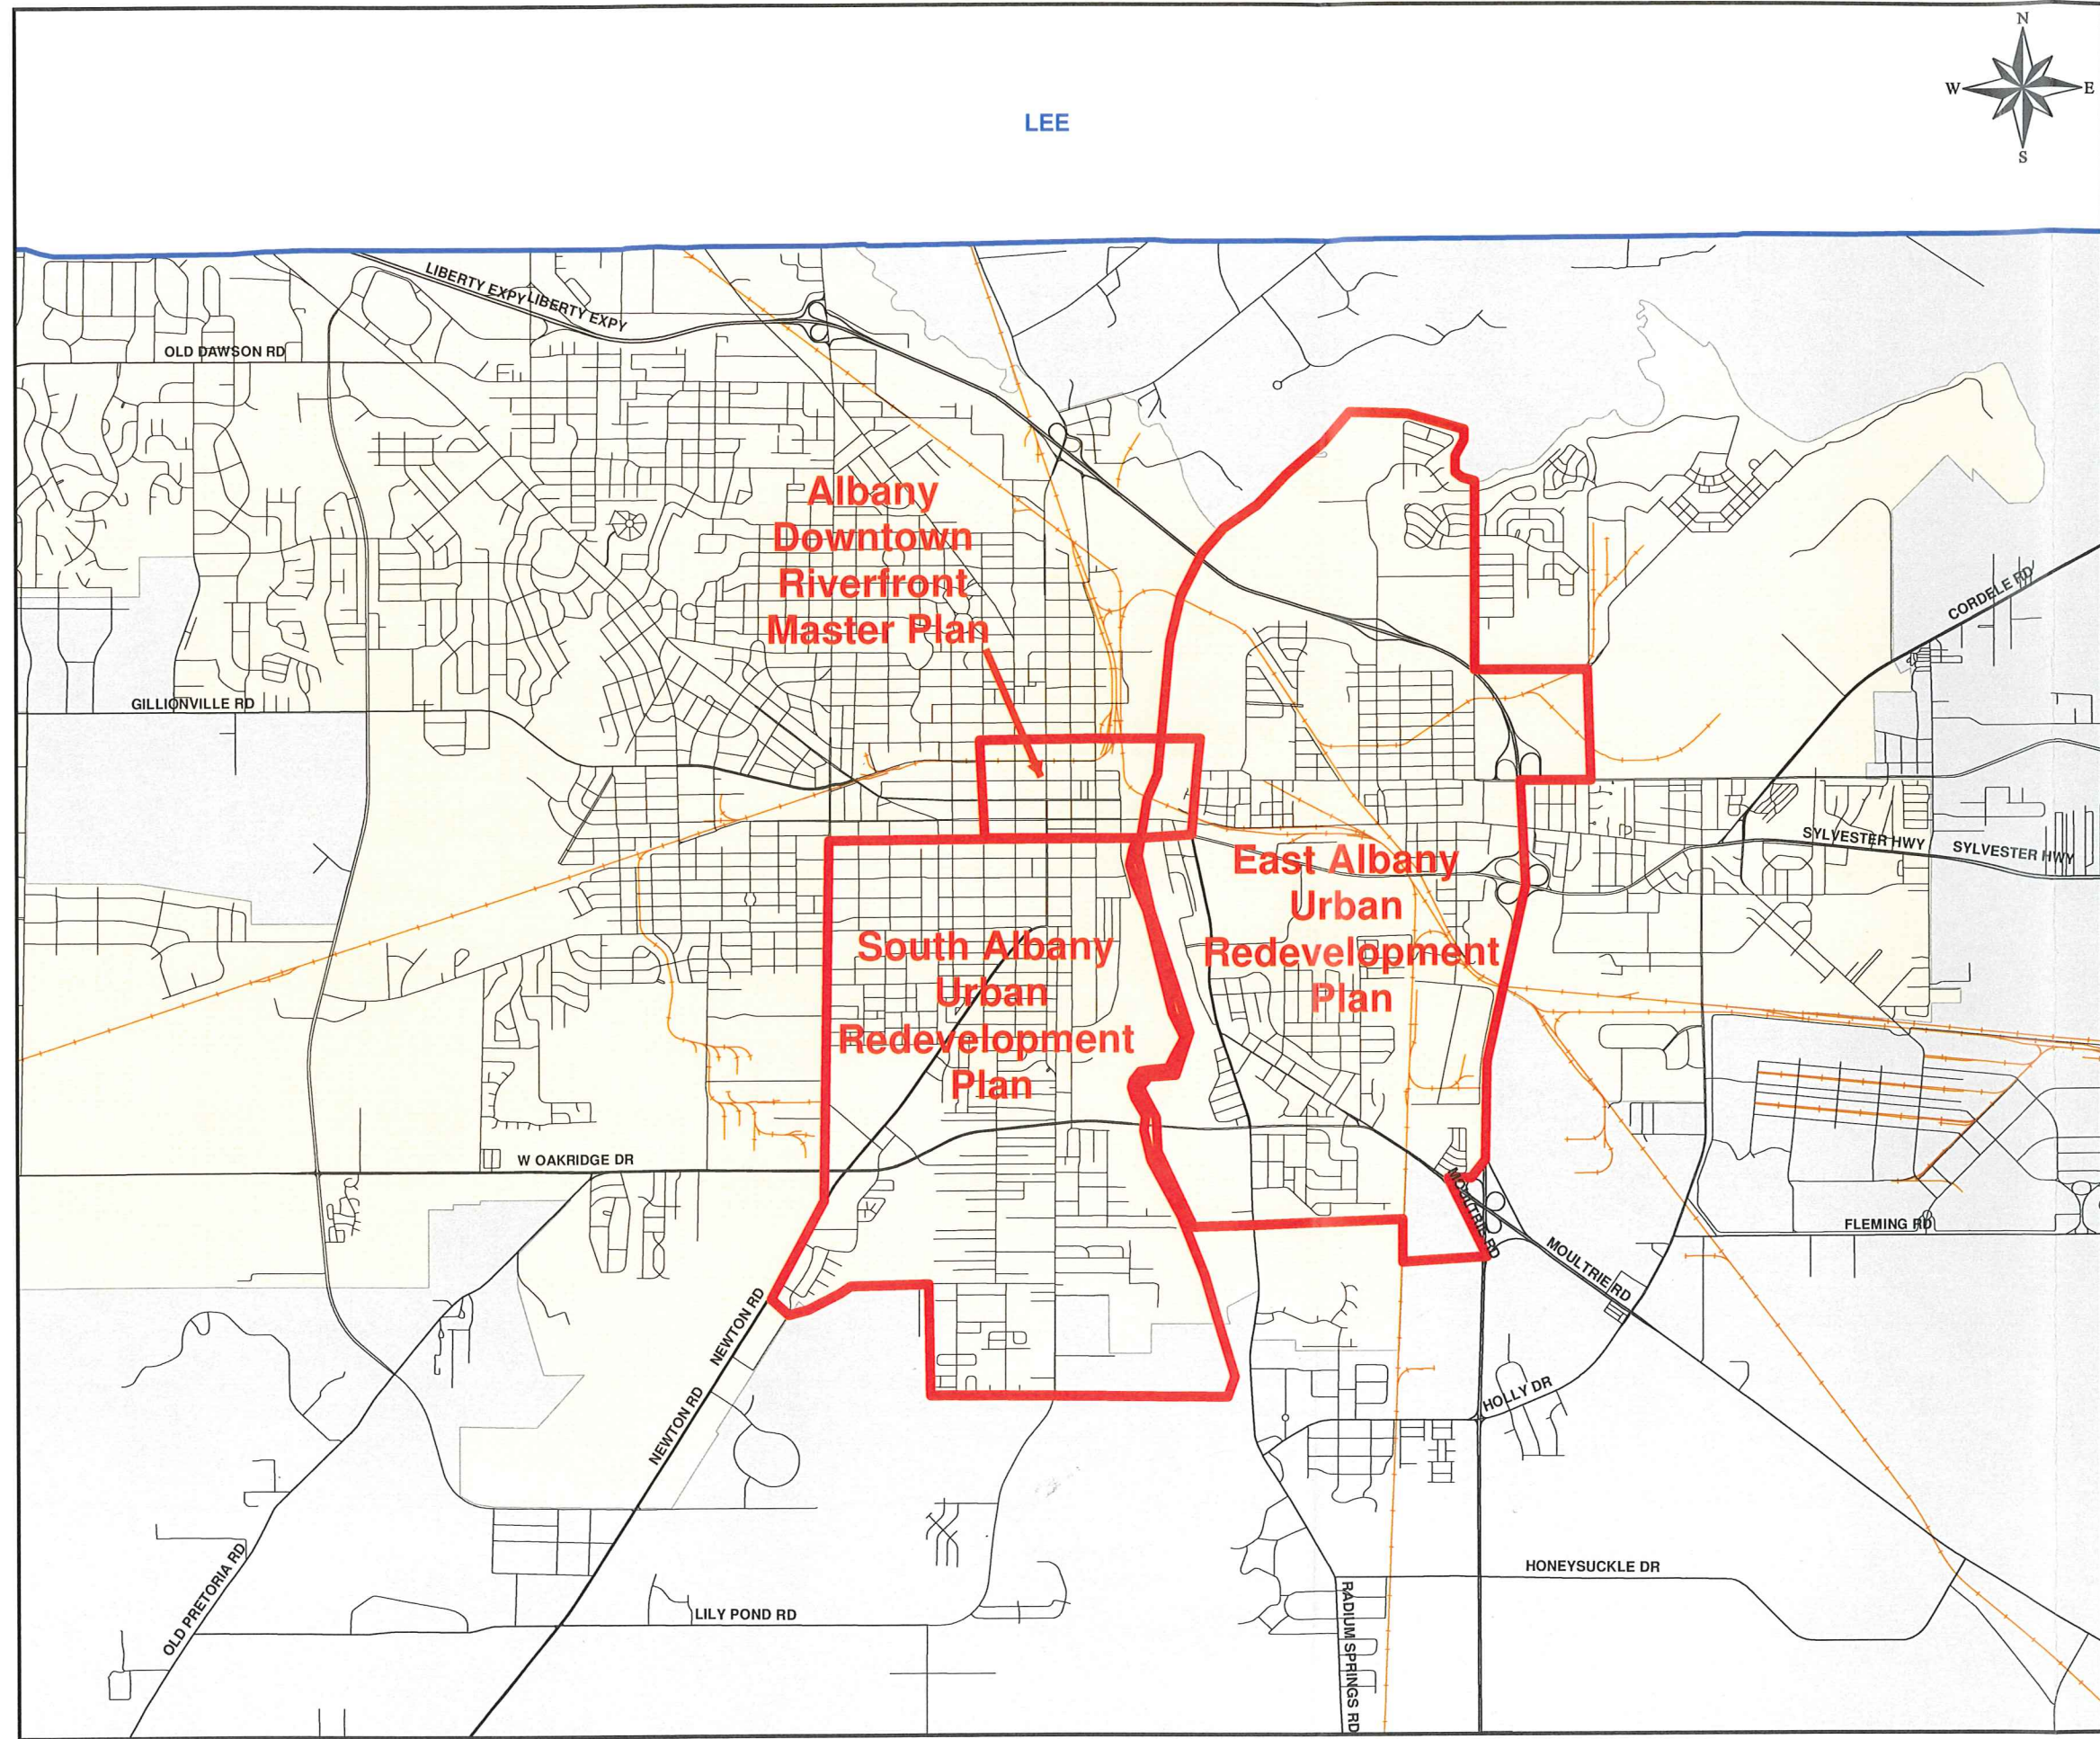 N
W
E
S
LEE
LIBERTY EXPY
LIBERTY EXPY
OLD DAWSON RD
Albany
Downtown
Riverfront
Master Plan
CORDELE RD
GILLIONVILLE RD
SYLVESTER HWY
SYLVESTER HWY
East Albany
Urban
Redevelopment
Plan
South Albany
Urban
Redevelopment
Plan
W OAKRIDGE DR
MOULTRIE RD
FLEMING RD
MOULTRIE RD
NEWTON RD
NEWTON RD
HOLLY DR
OLD PRETORIA RD
HONEYSUCKLE DR
LILY POND RD
RADIUM SPRINGS RD